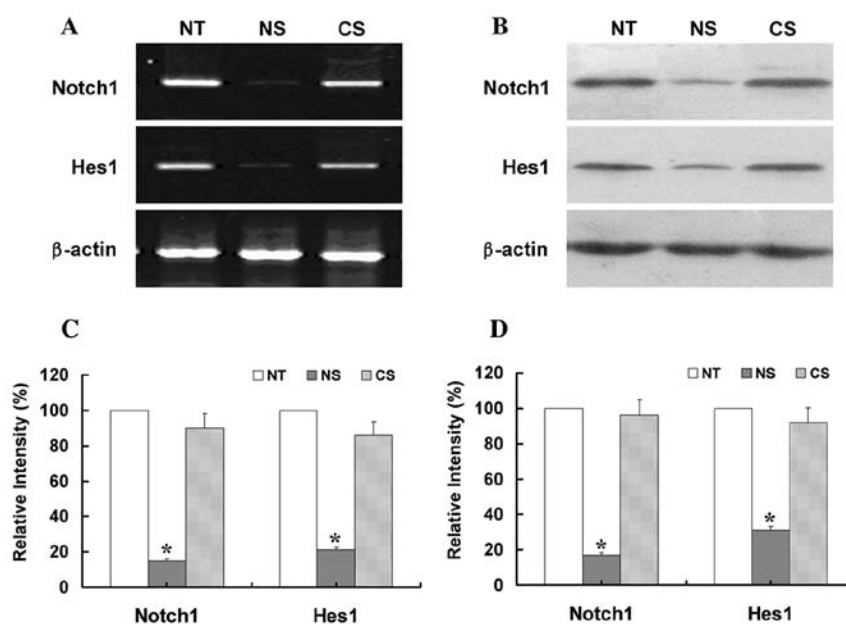 A
NT NS CS
Notch1
Hes1
β-actin
B
NT NS CS
Notch1
Hes1
β-actin
C
Relative Intensity (%)
120
100
80
60
40
20
0
NT NS CS
*
*
Notch1 Hes1
D
Relative Intensity (%)
120
100
80
60
40
20
0
NT NS CS
*
*
Notch1 Hes1